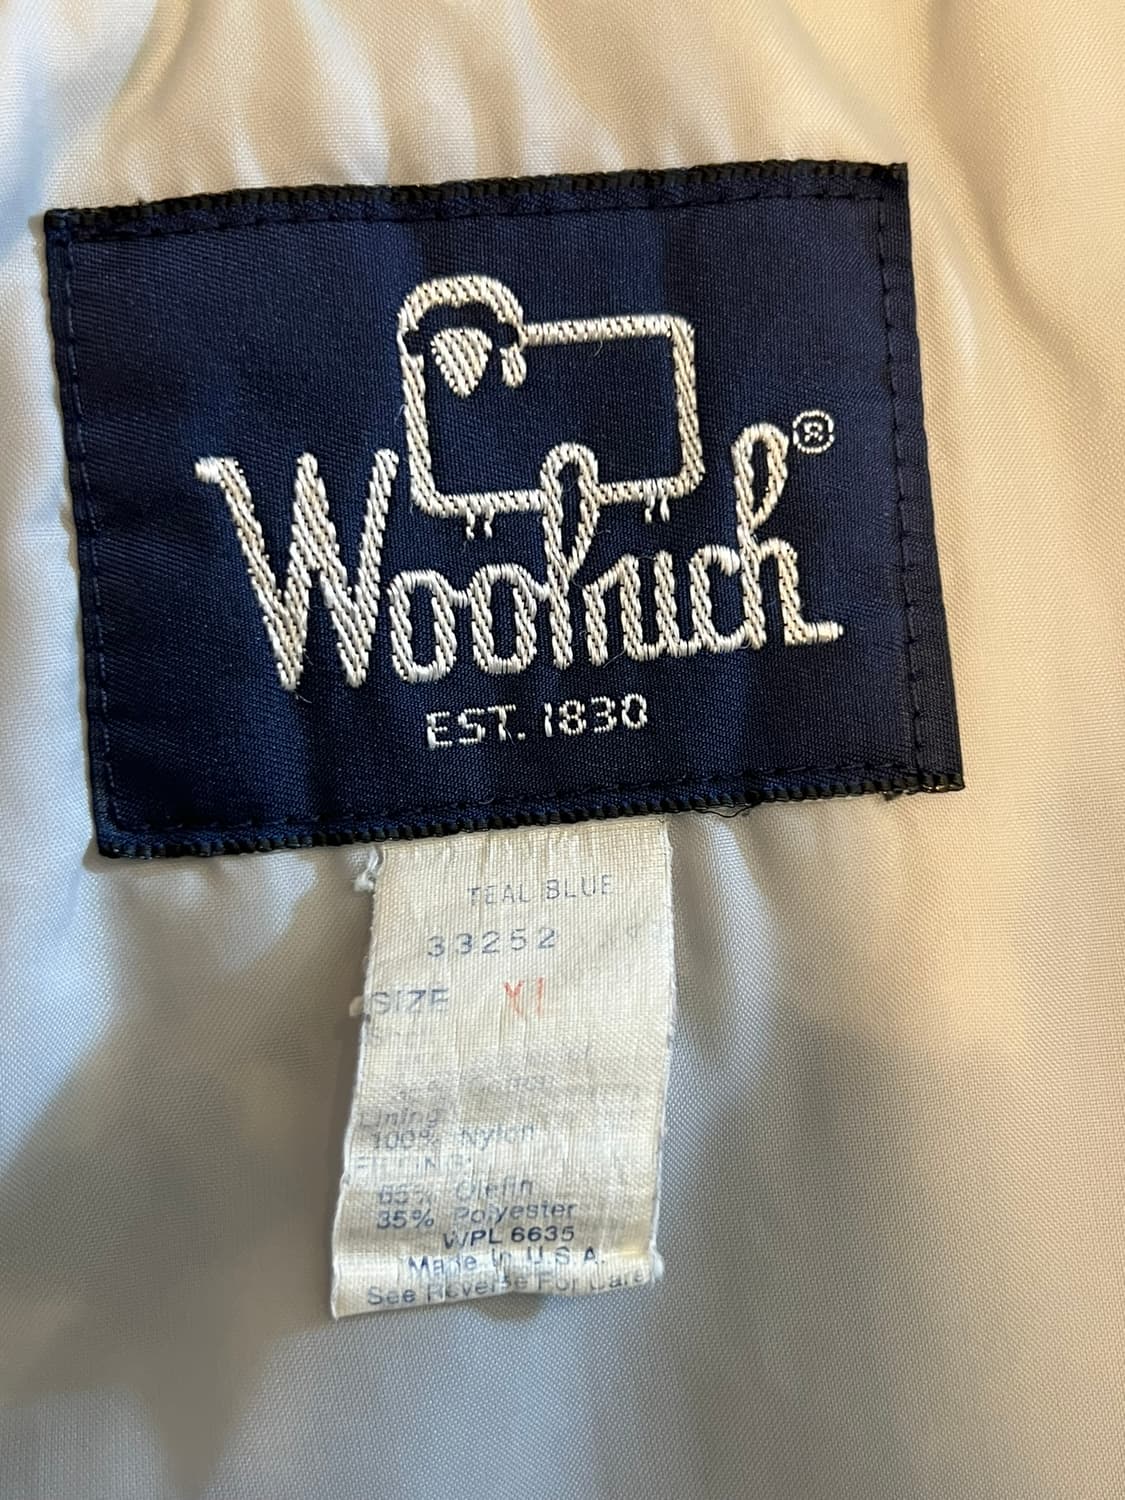 Woolrich®
EST. 1830
TEAL BLUE
33252
SIZE XL
Lining
100% Nylon
FILLING:
65% Olefin
35% Polyester
WPL 6635
Made In U.S.A.
See Reverse For Care